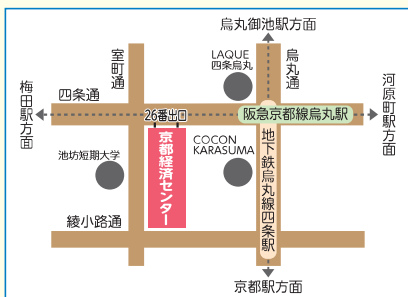 烏丸御池駅方面
室町通
LAQUE
四条烏丸
烏丸通
梅田駅方面
四条通
河原町駅方面
26番出口
阪急京都線烏丸駅
京都経済センター
COCON
KARASUMA
地下鉄烏丸線四条駅
池坊短期大学
綾小路通
京都駅方面